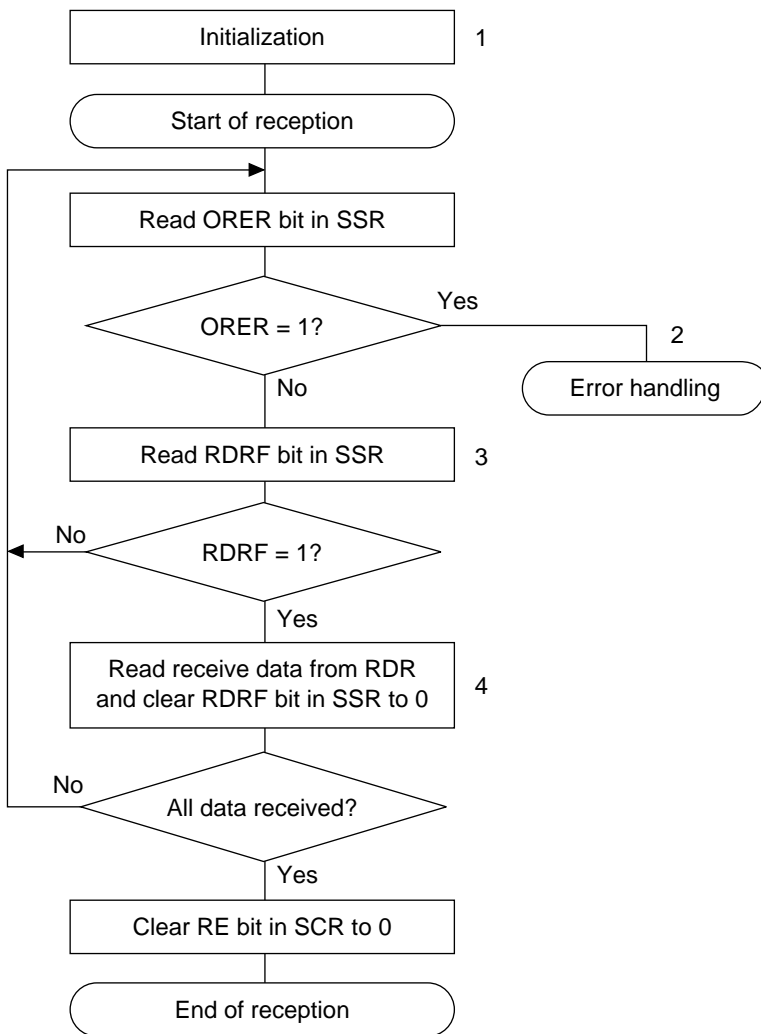 Initialization
1
Start of reception
Read ORER bit in SSR
Yes
ORER = 1?
2
Error handling
No
Read RDRF bit in SSR
3
No
RDRF = 1?
Yes
Read receive data from RDR
and clear RDRF bit in SSR to 0
4
No
All data received?
Yes
Clear RE bit in SCR to 0
End of reception